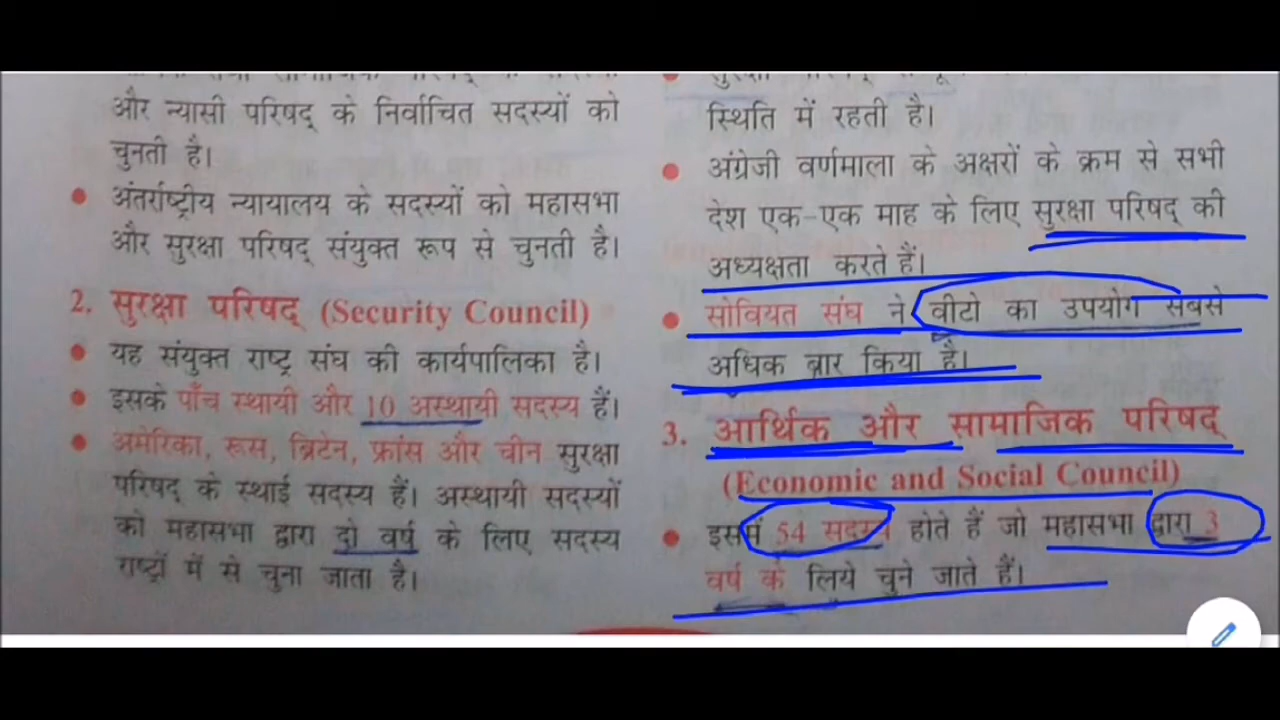 और न्यासी परिषद् के निर्वाचित सदस्यों को
चुनती है।
• अंतर्राष्ट्रीय न्यायालय के सदस्यों को महासभा
और सुरक्षा परिषद् संयुक्त रूप से चुनती है।
2. सुरक्षा परिषद् (Security Council)
• यह संयुक्त राष्ट्र संघ की कार्यपालिका है।
• इसके पाँच स्थायी और 10 अस्थायी सदस्य हैं।
• अमेरिका, रूस, ब्रिटेन, फ्रांस और चीन सुरक्षा
परिषद् के स्थाई सदस्य हैं। अस्थायी सदस्यों
को महासभा द्वारा दो वर्ष के लिए सदस्य
राष्ट्रों में से चुना जाता है।
स्थिति में रहती है।
• अंग्रेजी वर्णमाला के अक्षरों के क्रम से सभी
देश एक-एक माह के लिए सुरक्षा परिषद् की
अध्यक्षता करते हैं।
• सोवियत संघ ने वीटो का उपयोग सबसे
अधिक बार किया है।
3. आर्थिक और सामाजिक परिषद्
(Economic and Social Council)
• इसमें 54 सदस्य होते हैं जो महासभा द्वारा 3
वर्ष के लिये चुने जाते हैं।